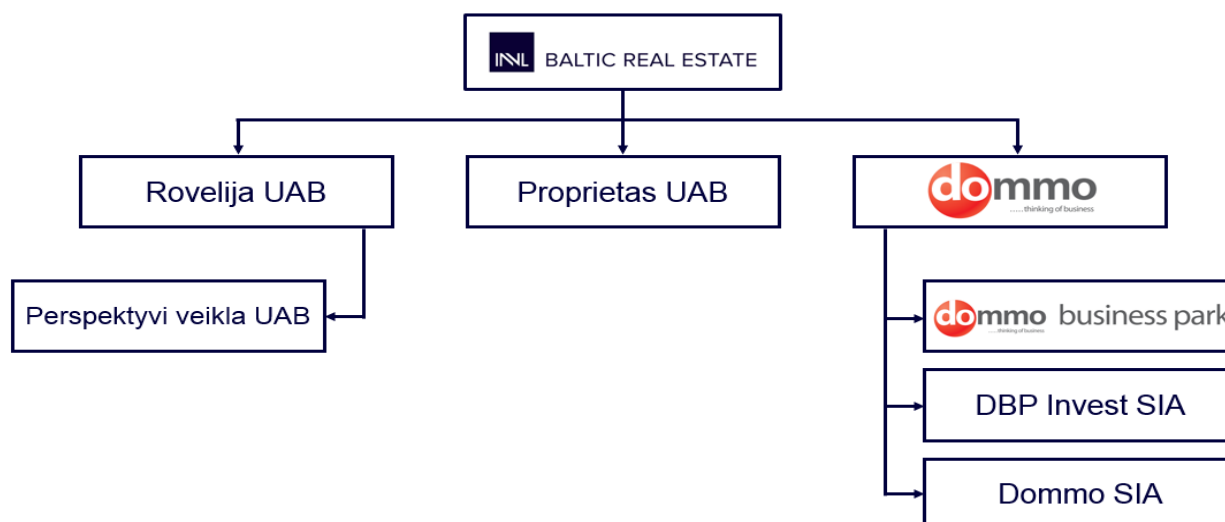 INVL BALTIC REAL ESTATE
Rovelija UAB
Proprietas UAB
dommo
.....thinking of business
Perspektyvi veikla UAB
dommo business park
.....thinking of business
DBP Invest SIA
Dommo SIA